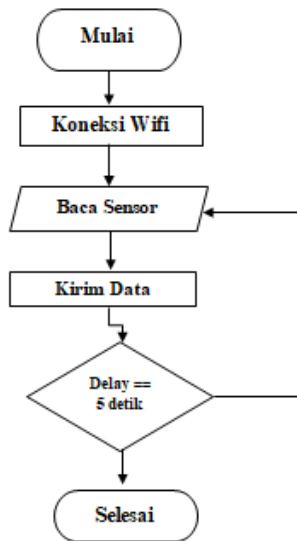 Mulai
Koneksi Wifi
Baca Sensor
Kirim Data
Delay ==
5 detik
Selesai